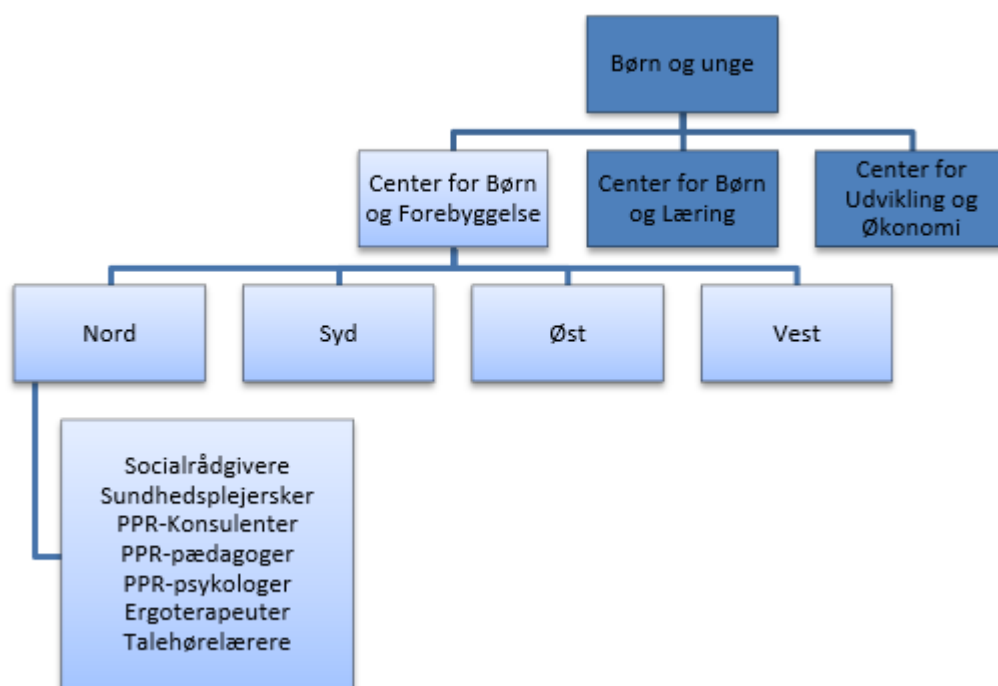 Børn og unge
Center for Børn
og Forebyggelse
Center for Børn
og Læring
Center for
Udvikling og
Økonomi
Nord
Syd
Øst
Vest
Socialrådgivere
Sundhedsplejersker
PPR-Konsulenter
PPR-pædagoger
PPR-psykologer
Ergoterapeuter
Talehørelærere